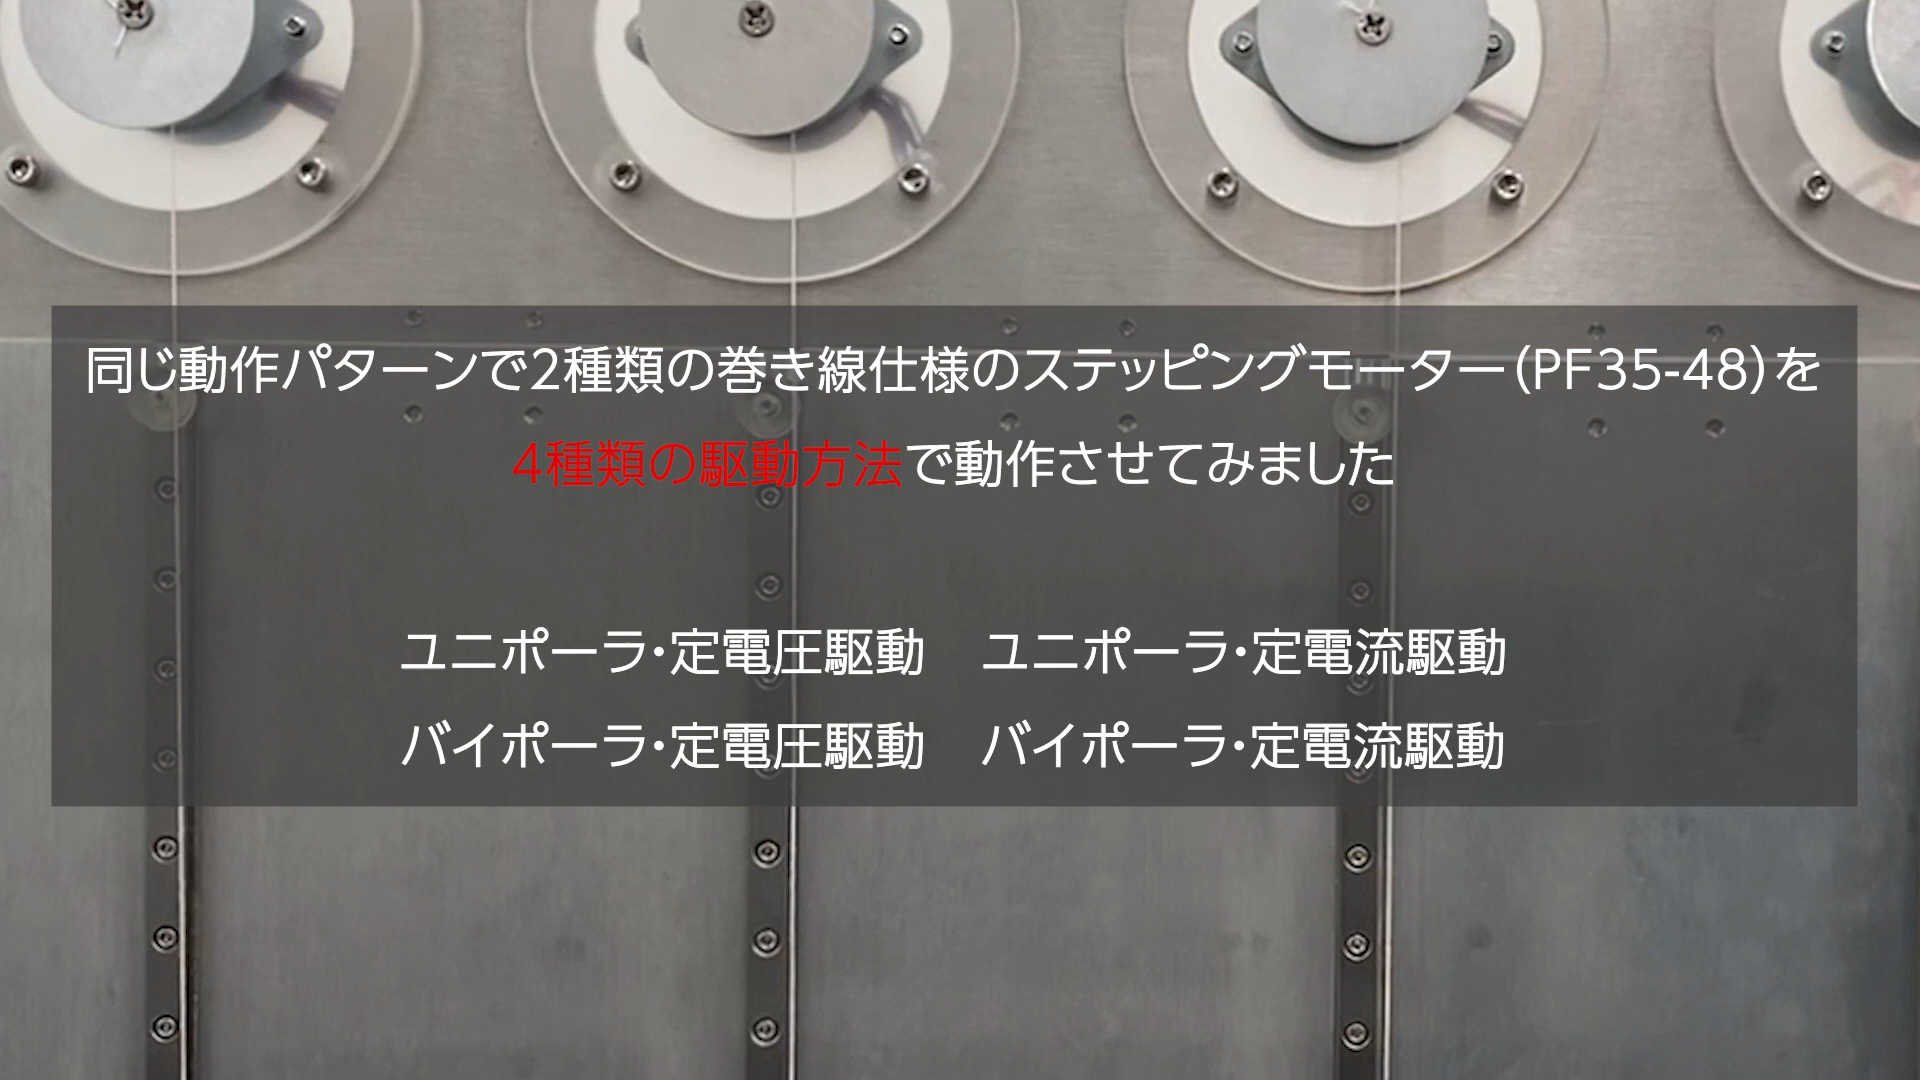 同じ動作パターンで2種類の巻き線仕様のステッピングモーター（PF35-48）を
4種類の駆動方法で動作させてみました
ユニポーラ・定電圧駆動　ユニポーラ・定電流駆動
バイポーラ・定電圧駆動　バイポーラ・定電流駆動